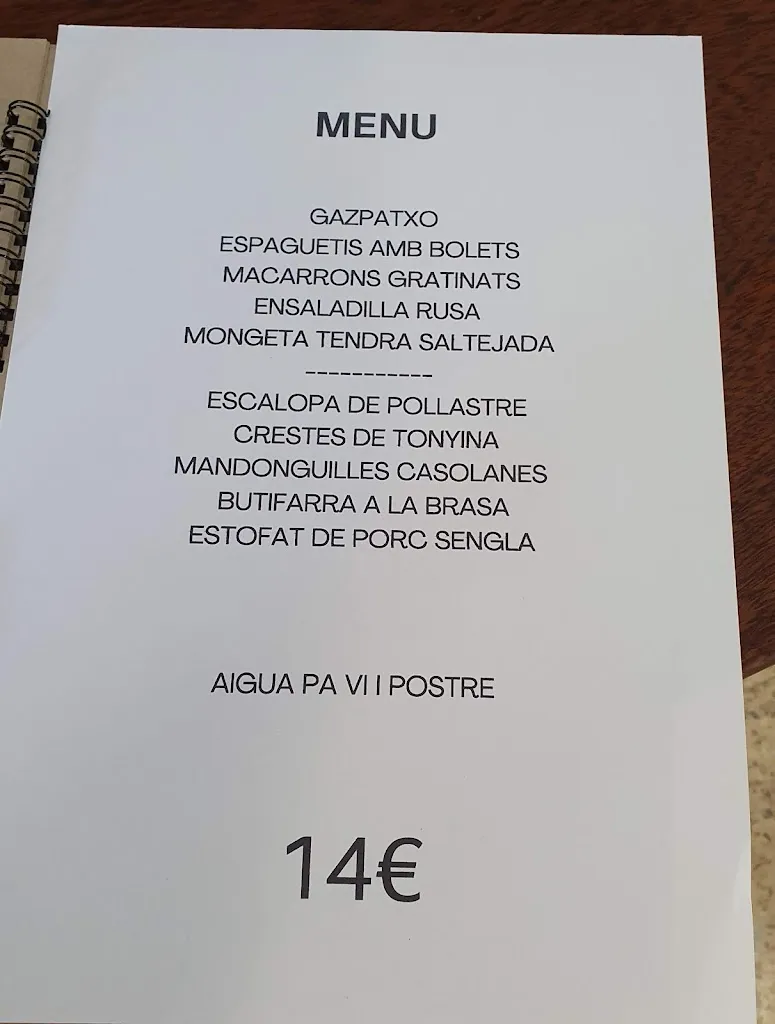 MENU
GAZPATXO
ESPAGUETIS AMB BOLETS
MACARRONS GRATINATS
ENSALADILLA RUSA
MONGETA TENDRA SALTEJADA
-----------
ESCALOPA DE POLLASTRE
CRESTES DE TONYINA
MANDONGUILLES CASOLANES
BUTIFARRA A LA BRASA
ESTOFAT DE PORC SENGLA
AIGUA PA VI I POSTRE
14€